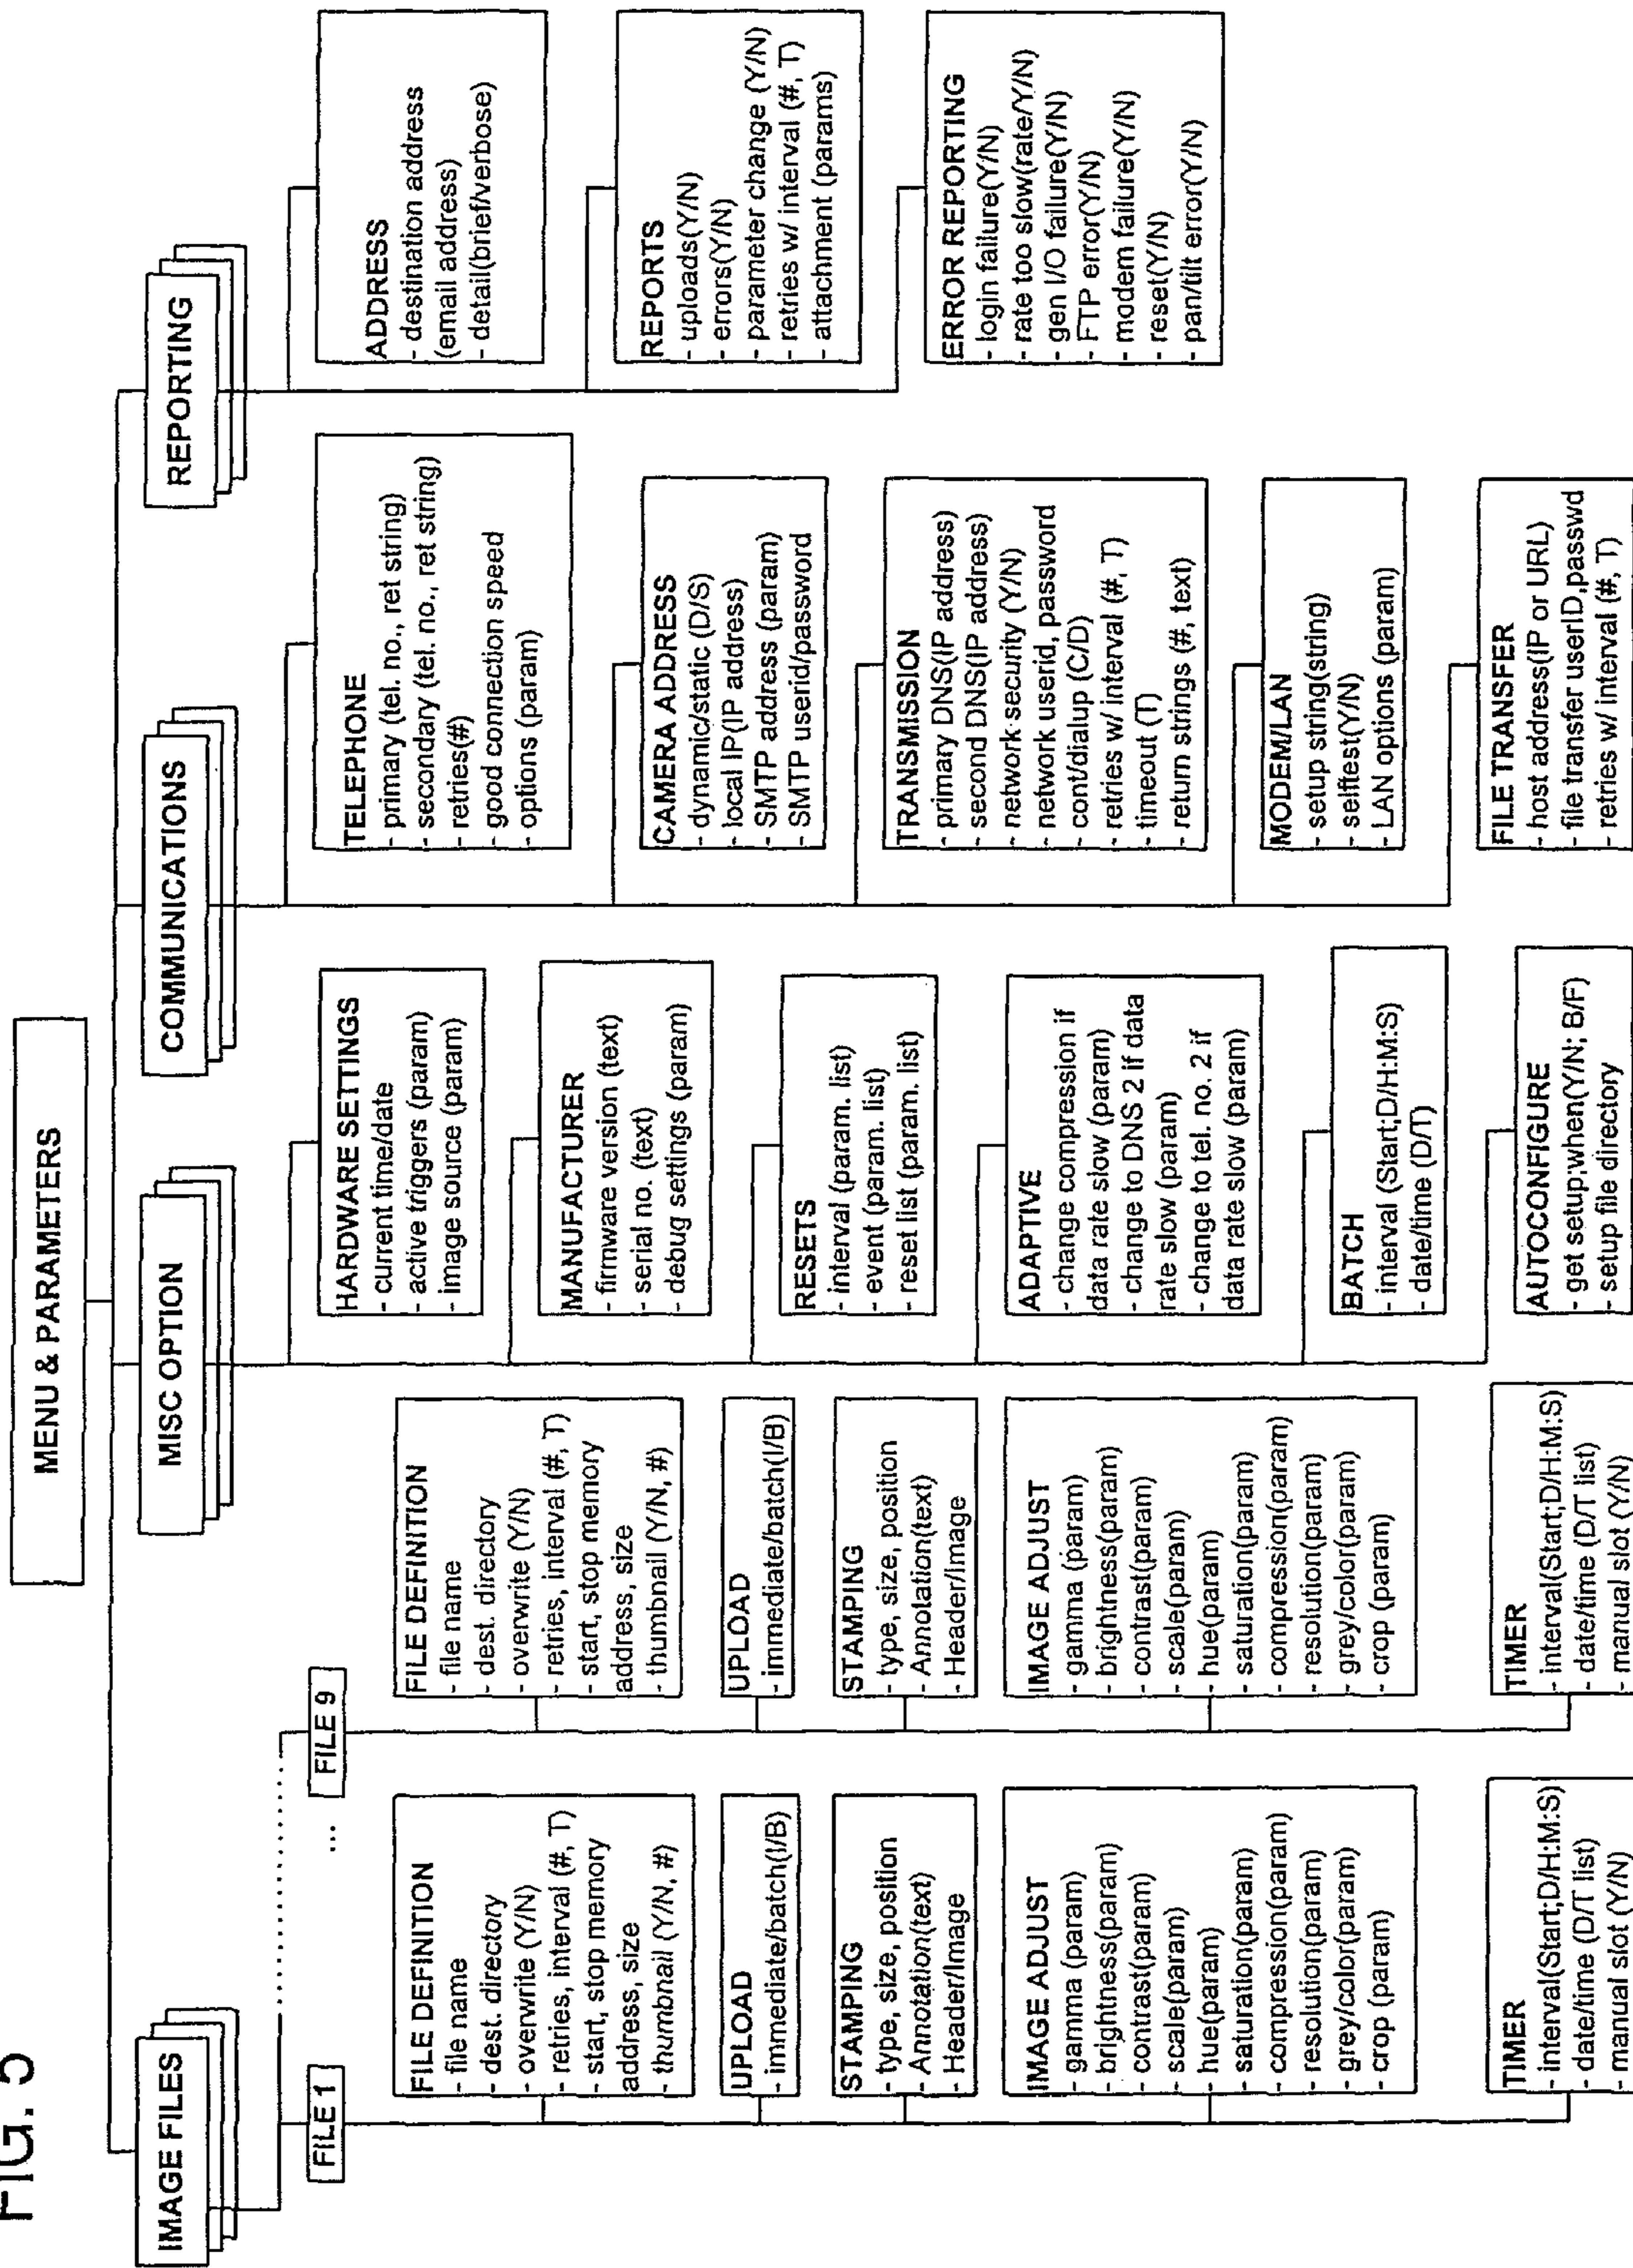 FIG. 5
MENU & PARAMETERS
IMAGE FILES
MISC OPTION
COMMUNICATIONS
REPORTING
FILE 1
...
FILE 9
FILE DEFINITION
- file name
- dest. directory
- overwrite (Y/N)
- retries, interval (#, T)
- start, stop memory
address, size
- thumbnail (Y/N, #)
UPLOAD
- immediate/batch(I/B)
STAMPING
- type, size, position
- Annotation(text)
- Header/Image
IMAGE ADJUST
- gamma (param)
- brightness(param)
- contrast(param)
- scale(param)
- hue(param)
- saturation(param)
- compression(param)
- resolution(param)
- grey/color(param)
- crop (param)
TIMER
- interval(Start;D/H:M:S)
- date/time (D/T list)
- manual slot (Y/N)
FILE DEFINITION
- file name
- dest. directory
- overwrite (Y/N)
- retries, interval (#, T)
- start, stop memory
address, size
- thumbnail (Y/N, #)
UPLOAD
- immediate/batch(I/B)
STAMPING
- type, size, position
- Annotation(text)
- Header/Image
IMAGE ADJUST
- gamma (param)
- brightness(param)
- contrast(param)
- scale(param)
- hue(param)
- saturation(param)
- compression(param)
- resolution(param)
- grey/color(param)
- crop (param)
TIMER
- interval(Start;D/H:M:S)
- date/time (D/T list)
- manual slot (Y/N)
HARDWARE SETTINGS
- current time/date
- active triggers (param)
- image source (param)
MANUFACTURER
- firmware version (text)
- serial no. (text)
- debug settings (param)
RESETS
- interval (param. list)
- event (param. list)
- reset list (param. list)
ADAPTIVE
- change compression if
data rate slow (param)
- change to DNS 2 if data
rate slow (param)
- change to tel. no. 2 if
data rate slow (param)
BATCH
- interval (Start;D/H:M:S)
- date/time (D/T)
AUTOCONFIGURE
- get setup;when(Y/N; B/F)
- setup file directory
TELEPHONE
- primary (tel. no., ret string)
- secondary (tel. no., ret string)
- retries(#)
- good connection speed
- options (param)
CAMERA ADDRESS
- dynamic/static (D/S)
- local IP(IP address)
- SMTP address (param)
- SMTP userid/password
TRANSMISSION
- primary DNS(IP address)
- second DNS(IP address)
- network security (Y/N)
- network userid, password
- cont/dialup (C/D)
- retries w/ interval (#, T)
- timeout (T)
- return strings (#, text)
MODEM/LAN
- setup string(string)
- selftest(Y/N)
- LAN options (param)
FILE TRANSFER
- host address(IP or URL)
- file transfer userID,passwd
- retries w/ interval (#, T)
ADDRESS
- destination address
(email address)
- detail(brief/verbose)
REPORTS
- uploads(Y/N)
- errors(Y/N)
- parameter change (Y/N)
- retries w/ interval (#, T)
- attachment (params)
ERROR REPORTING
- login failure(Y/N)
- rate too slow(rate/Y/N)
- gen I/O failure(Y/N)
- FTP error(Y/N)
- modem failure(Y/N)
- reset(Y/N)
- pan/tilt error(Y/N)